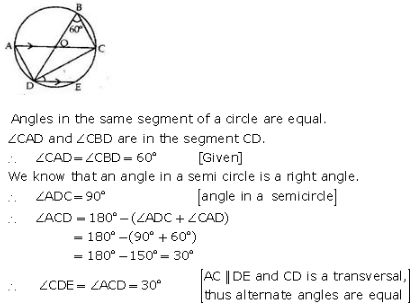 B
60°
A
O
C
D
E
Angles in the same segment of a circle are equal.
∠CAD and ∠CBD are in the segment CD.
∴ ∠CAD = ∠CBD = 60° [Given]
We know that an angle in a semi circle is a right angle.
∴ ∠ADC = 90° [angle in a semicircle]
∴ ∠ACD = 180° − (∠ADC + ∠CAD)
= 180° − (90° + 60°)
= 180° − 150° = 30°
∴ ∠CDE = ∠ACD = 30° [AC ∥ DE and CD is a transversal,
thus alternate angles are equal]